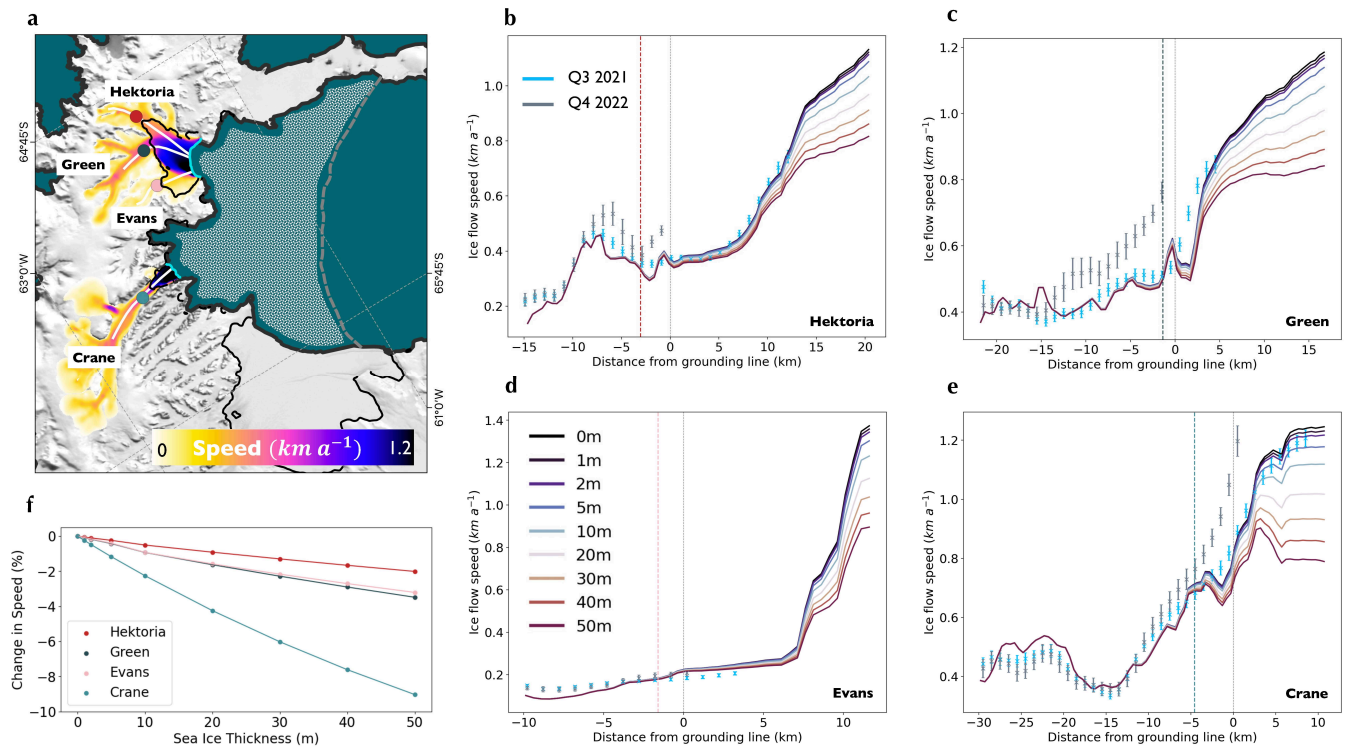 a
Hektoria
Green
Evans
Crane
64°45'S
63°0'W
65°45'S
61°0'W
0 Speed (km a⁻¹) 1.2
b
Q3 2021
Q4 2022
Hektoria
Ice flow speed (km a⁻¹)
1.0
0.8
0.6
0.4
0.2
−15 −10 −5 0 5 10 15 20
Distance from grounding line (km)
c
Green
Ice flow speed (km a⁻¹)
1.2
1.0
0.8
0.6
0.4
−20 −15 −10 −5 0 5 10 15
Distance from grounding line (km)
d
0m
1m
2m
5m
10m
20m
30m
40m
50m
Evans
Ice flow speed (km a⁻¹)
1.4
1.2
1.0
0.8
0.6
0.4
0.2
−10 −5 0 5 10
Distance from grounding line (km)
e
Crane
Ice flow speed (km a⁻¹)
1.2
1.0
0.8
0.6
0.4
−30 −25 −20 −15 −10 −5 0 5 10
Distance from grounding line (km)
f
Change in Speed (%)
0
−2
−4
−6
−8
−10
Hektoria
Green
Evans
Crane
0 10 20 30 40 50
Sea Ice Thickness (m)